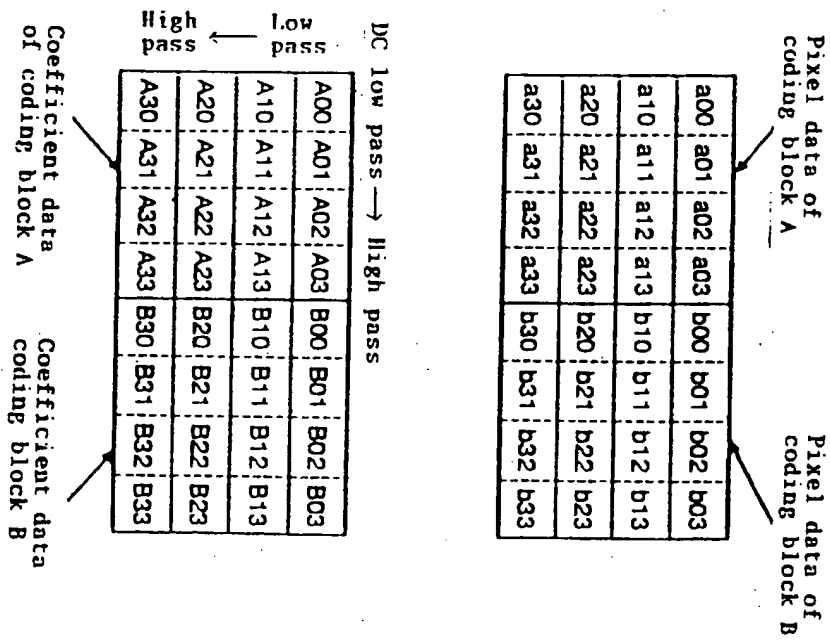 Pixel data of
coding block A
Pixel data of
coding block B
a00 a01 a02 a03 b00 b01 b02 b03
a10 a11 a12 a13 b10 b11 b12 b13
a20 a21 a22 a23 b20 b21 b22 b23
a30 a31 a32 a33 b30 b31 b32 b33
DC low pass → High pass
Low
pass
High
pass
A00 A01 A02 A03 B00 B01 B02 B03
A10 A11 A12 A13 B10 B11 B12 B13
A20 A21 A22 A23 B20 B21 B22 B23
A30 A31 A32 A33 B30 B31 B32 B33
Coefficient data
of coding block A
Coefficient data
coding block B